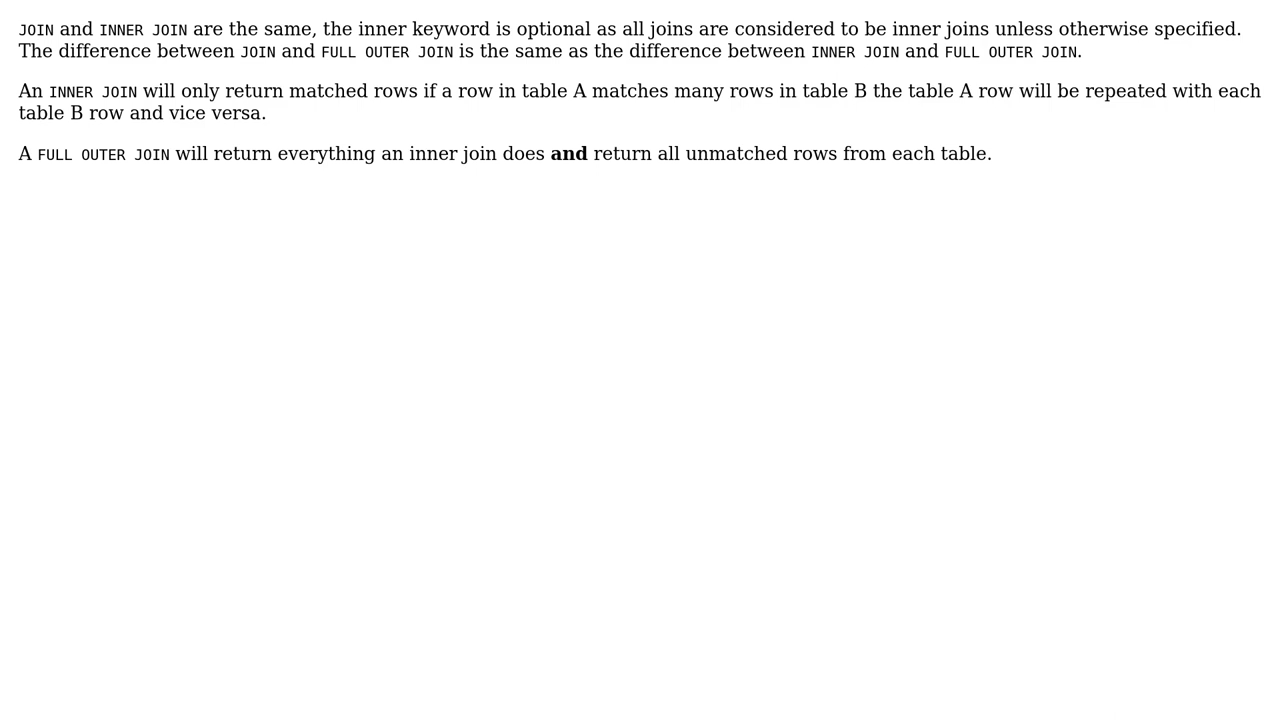 JOIN and INNER JOIN are the same, the inner keyword is optional as all joins are considered to be inner joins unless otherwise specified.
The difference between JOIN and FULL OUTER JOIN is the same as the difference between INNER JOIN and FULL OUTER JOIN.
An INNER JOIN will only return matched rows if a row in table A matches many rows in table B the table A row will be repeated with each
table B row and vice versa.
A FULL OUTER JOIN will return everything an inner join does and return all unmatched rows from each table.